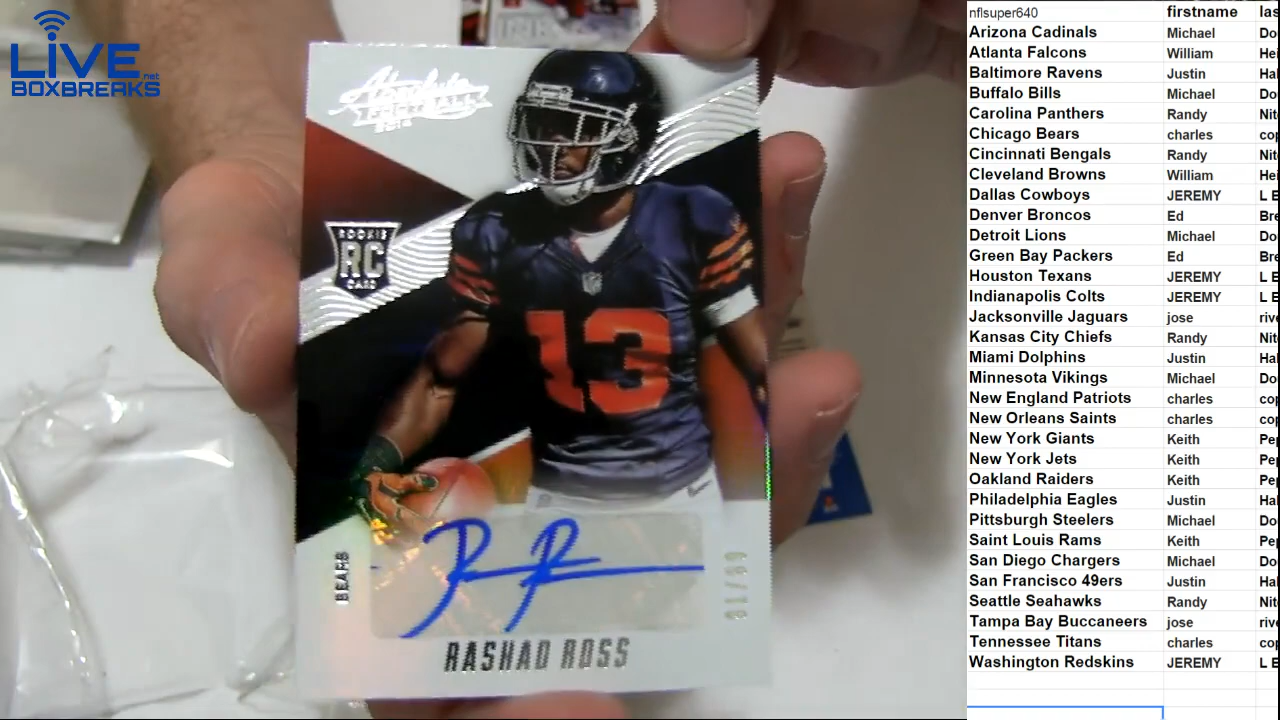 LIVE
.net
BOXBREAKS
Absolute
FOOTBALL
ROOKIE
RC
CARD
13
BEARS
RASHAD ROSS
nflsuper640 firstname
Arizona Cadinals Michael
Atlanta Falcons William
Baltimore Ravens Justin
Buffalo Bills Michael
Carolina Panthers Randy
Chicago Bears charles
Cincinnati Bengals Randy
Cleveland Browns William
Dallas Cowboys JEREMY
Denver Broncos Ed
Detroit Lions Michael
Green Bay Packers Ed
Houston Texans JEREMY
Indianapolis Colts JEREMY
Jacksonville Jaguars jose
Kansas City Chiefs Randy
Miami Dolphins Justin
Minnesota Vikings Michael
New England Patriots charles
New Orleans Saints charles
New York Giants Keith
New York Jets Keith
Oakland Raiders Keith
Philadelphia Eagles Justin
Pittsburgh Steelers Michael
Saint Louis Rams Keith
San Diego Chargers Michael
San Francisco 49ers Justin
Seattle Seahawks Randy
Tampa Bay Buccaneers jose
Tennessee Titans charles
Washington Redskins JEREMY